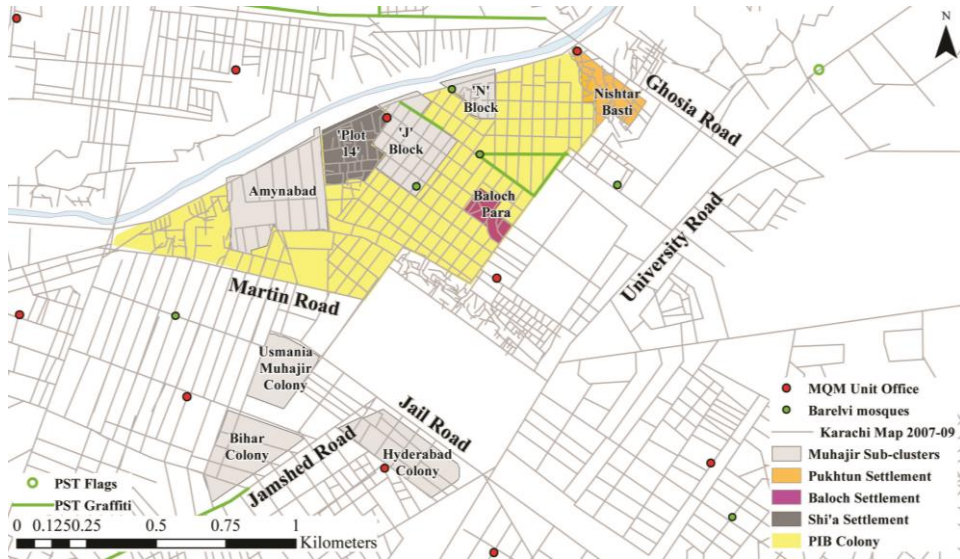 N
Ghosia Road
Nishtar
Basti
'N'
Block
'J'
Block
'Plot
14'
Amynabad
Baloch
Para
University Road
Martin Road
Usmania
Muhajir
Colony
Jail Road
Bihar
Colony
Jamshed Road
Hyderabad
Colony
MQM Unit Office
Barelvi mosques
Karachi Map 2007-09
Muhajir Sub-clusters
Pukhtun Settlement
Baloch Settlement
Shi'a Settlement
PIB Colony
PST Flags
PST Graffiti
0 0.1250.25 0.5 0.75 1
Kilometers